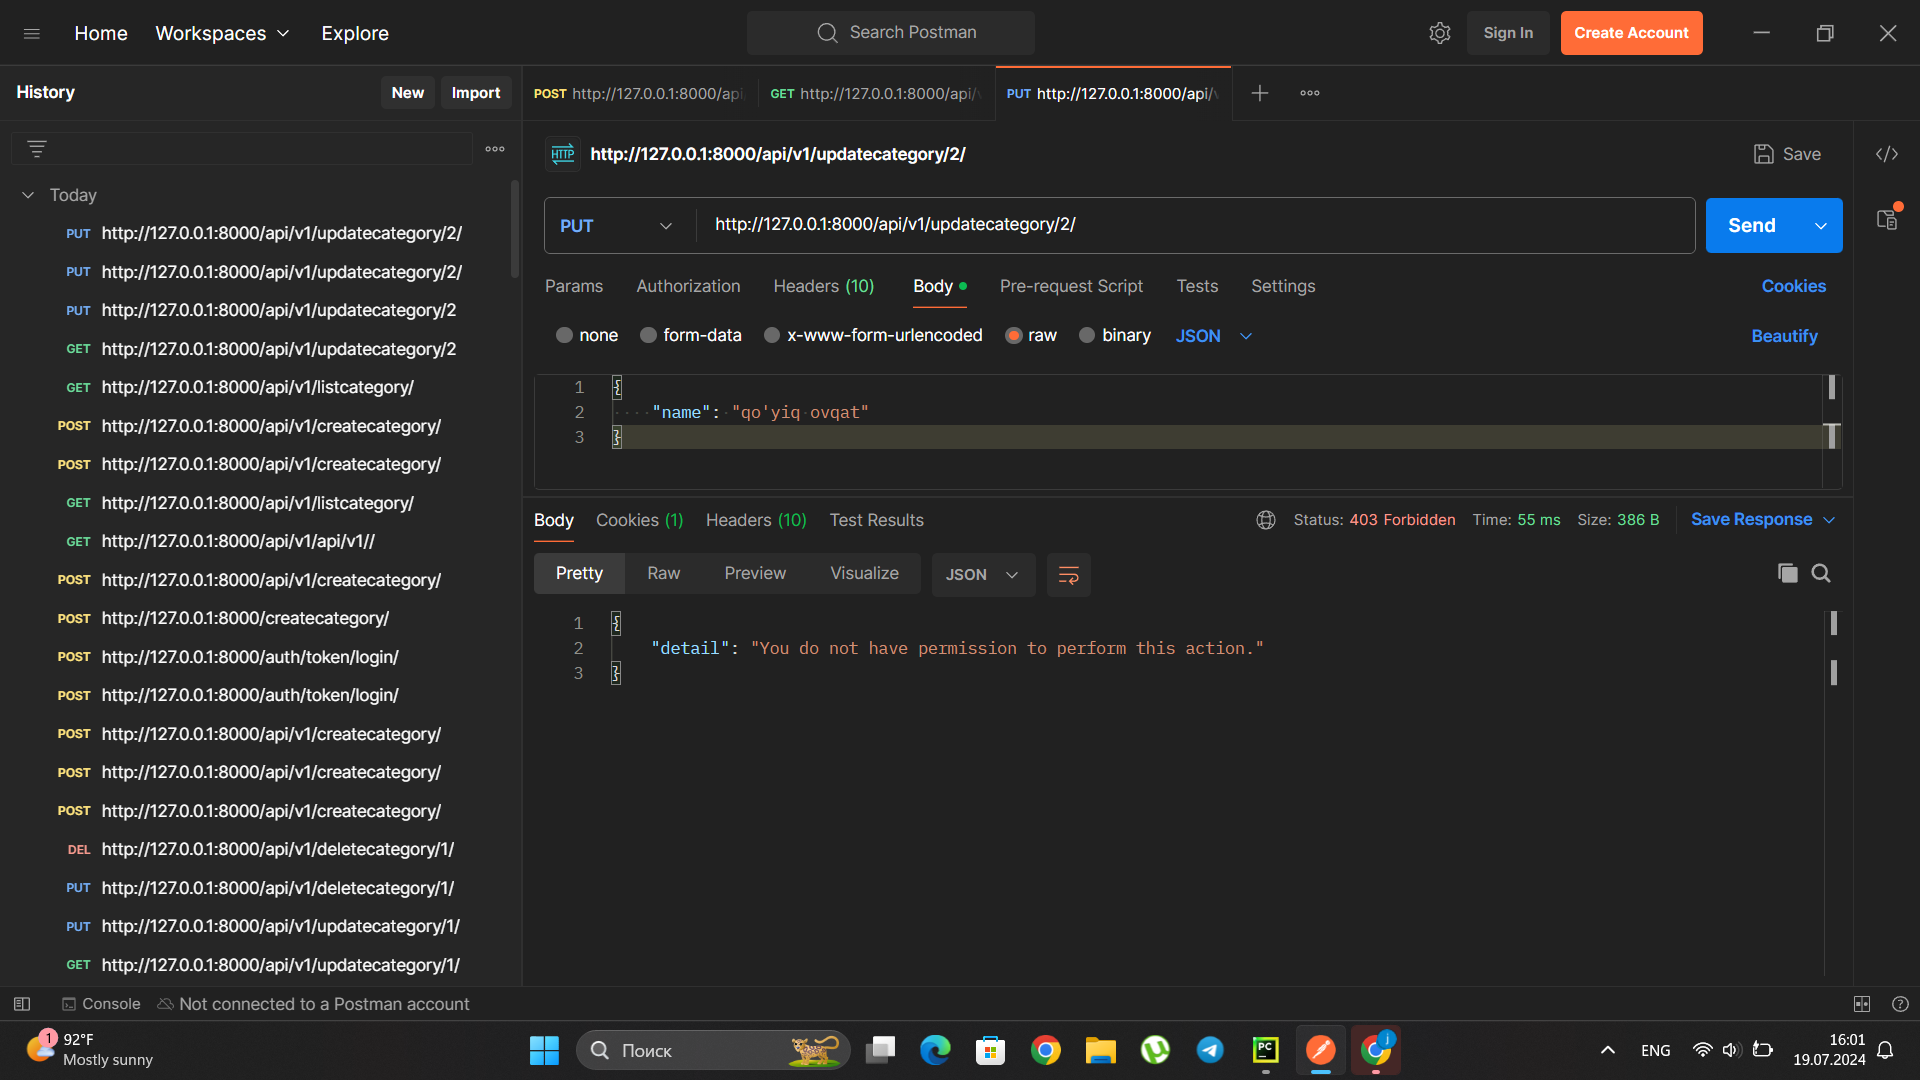 Home
Workspaces
Explore
Search Postman
Sign In
Create Account
History
New
Import
POST http://127.0.0.1:8000/api
GET http://127.0.0.1:8000/api/
PUT http://127.0.0.1:8000/api/
HTTP
http://127.0.0.1:8000/api/v1/updatecategory/2/
Save
Today
PUT http://127.0.0.1:8000/api/v1/updatecategory/2/
PUT http://127.0.0.1:8000/api/v1/updatecategory/2/
PUT http://127.0.0.1:8000/api/v1/updatecategory/2
GET http://127.0.0.1:8000/api/v1/updatecategory/2
GET http://127.0.0.1:8000/api/v1/listcategory/
POST http://127.0.0.1:8000/api/v1/createcategory/
POST http://127.0.0.1:8000/api/v1/createcategory/
GET http://127.0.0.1:8000/api/v1/listcategory/
GET http://127.0.0.1:8000/api/v1/api/v1//
POST http://127.0.0.1:8000/api/v1/createcategory/
POST http://127.0.0.1:8000/createcategory/
POST http://127.0.0.1:8000/auth/token/login/
POST http://127.0.0.1:8000/auth/token/login/
POST http://127.0.0.1:8000/api/v1/createcategory/
POST http://127.0.0.1:8000/api/v1/createcategory/
POST http://127.0.0.1:8000/api/v1/createcategory/
DEL http://127.0.0.1:8000/api/v1/deletecategory/1/
PUT http://127.0.0.1:8000/api/v1/deletecategory/1/
PUT http://127.0.0.1:8000/api/v1/updatecategory/1/
GET http://127.0.0.1:8000/api/v1/updatecategory/1/
PUT
http://127.0.0.1:8000/api/v1/updatecategory/2/
Send
Params
Authorization
Headers (10)
Body
Pre-request Script
Tests
Settings
Cookies
none
form-data
x-www-form-urlencoded
raw
binary
JSON
Beautify
1 {
2 "name": "qo'yiq ovqat"
3 }
Body
Cookies (1)
Headers (10)
Test Results
Status: 403 Forbidden
Time: 55 ms
Size: 386 B
Save Response
Pretty
Raw
Preview
Visualize
JSON
1 {
2 "detail": "You do not have permission to perform this action."
3 }
Console
Not connected to a Postman account
1
92°F
Mostly sunny
Поиск
PC
j
ENG
16:01
19.07.2024